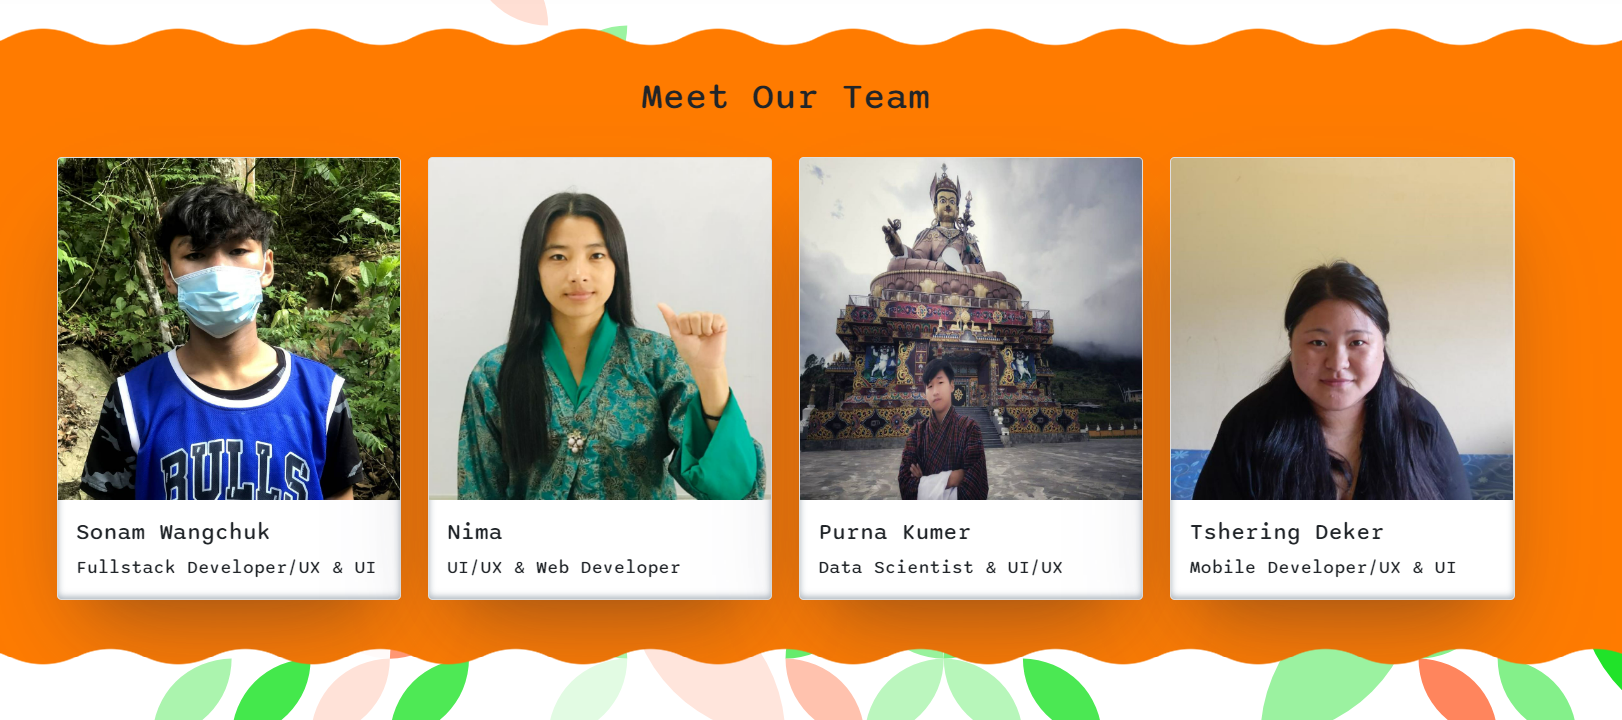 Meet Our Team
BULLS
Sonam Wangchuk
Fullstack Developer/UX & UI
Nima
UI/UX & Web Developer
Purna Kumer
Data Scientist & UI/UX
Tshering Deker
Mobile Developer/UX & UI